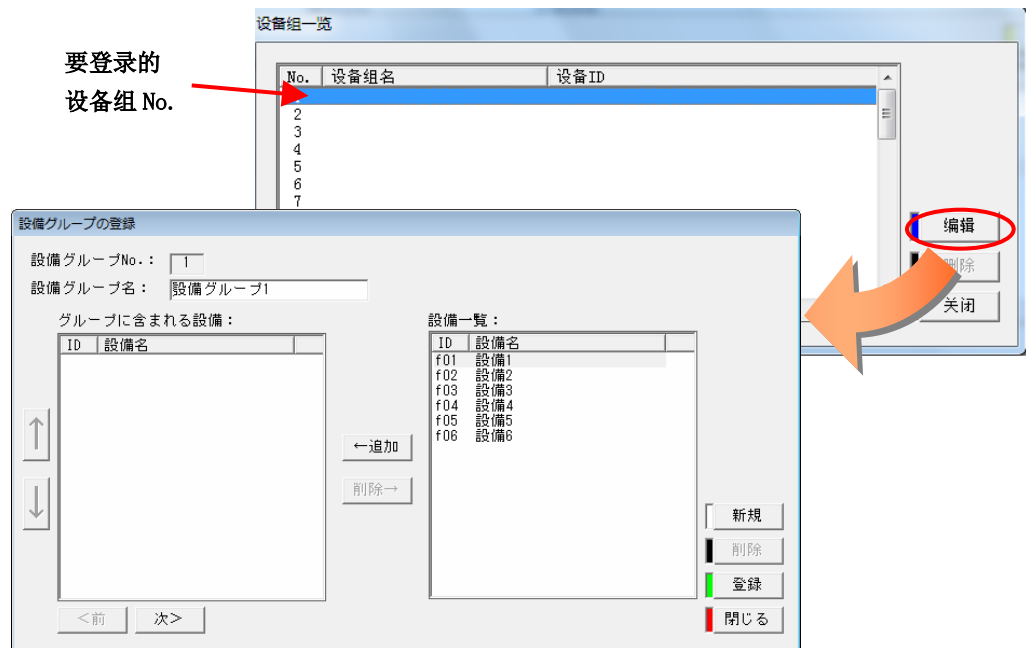 设备组一览
要登录的
设备组 No.
No. 设备组名 设备ID
2
3
4
5
6
7
编辑
删除
关闭
設備グループの登録
設備グループNo.： 1
設備グループ名： 設備グループ1
グループに含まれる設備：
ID 設備名
↑
↓
←追加
削除→
設備一覧：
ID 設備名
f01 設備1
f02 設備2
f03 設備3
f04 設備4
f05 設備5
f06 設備6
新規
削除
登録
閉じる
＜前 次＞